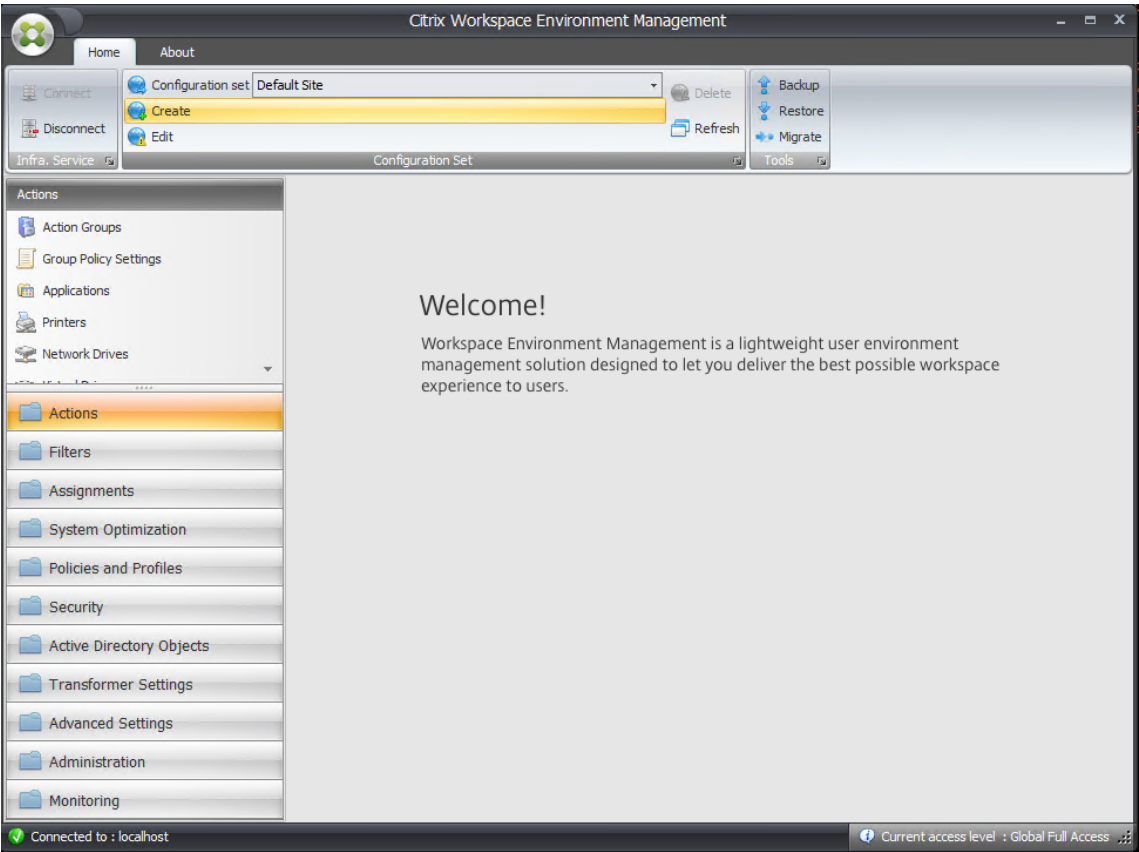 Citrix Workspace Environment Management
Home About
Connect
Disconnect
Infra. Service
Configuration set Default Site
Create
Edit
Delete
Refresh
Configuration Set
Backup
Restore
Migrate
Tools
Actions
Action Groups
Group Policy Settings
Applications
Printers
Network Drives
Actions
Filters
Assignments
System Optimization
Policies and Profiles
Security
Active Directory Objects
Transformer Settings
Advanced Settings
Administration
Monitoring
Welcome!
Workspace Environment Management is a lightweight user environment
management solution designed to let you deliver the best possible workspace
experience to users.
Connected to : localhost
Current access level : Global Full Access